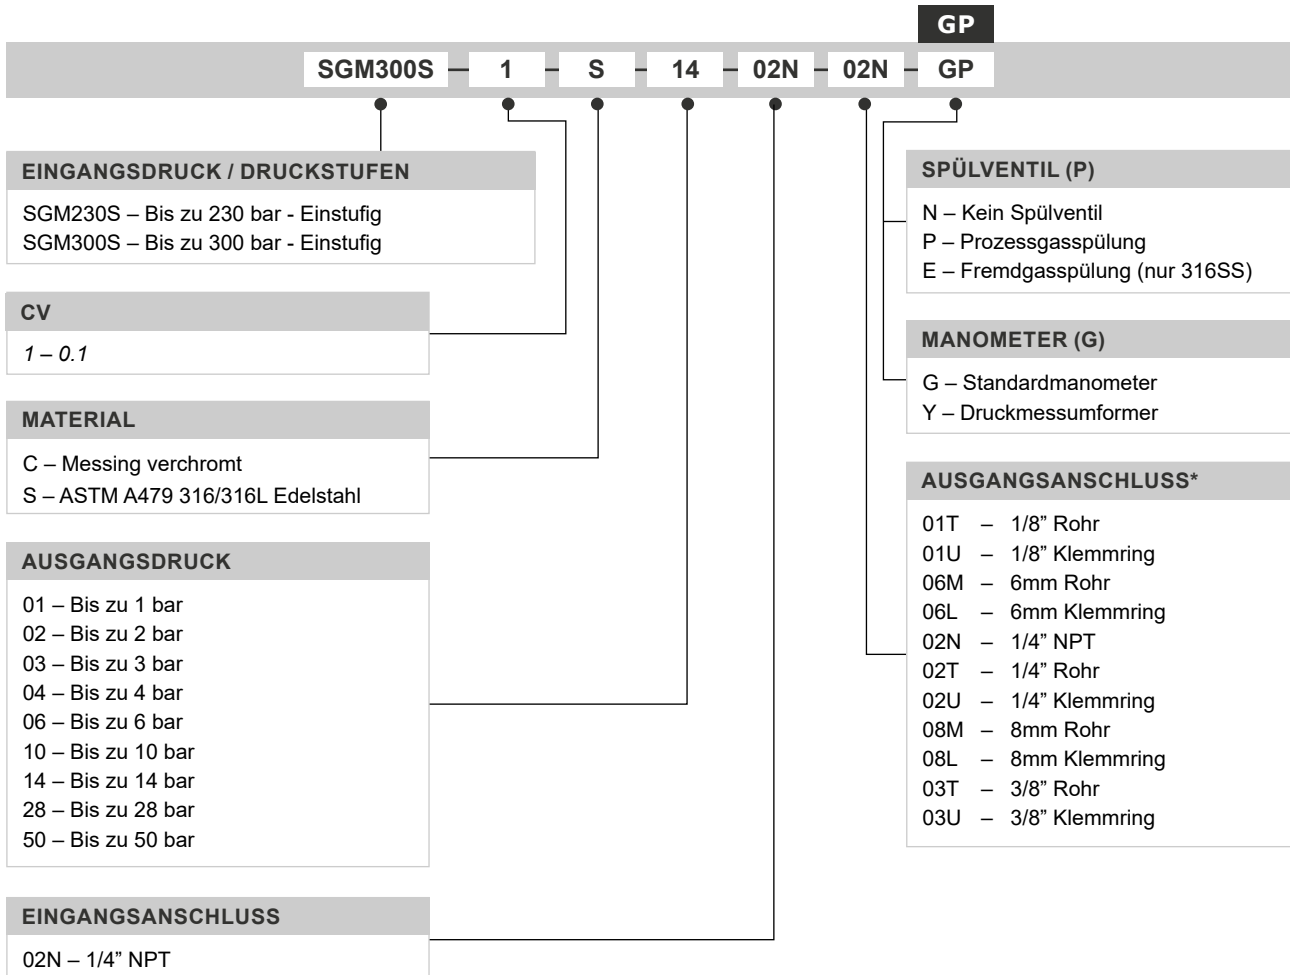 GP
SGM300S – 1 – S – 14 – 02N – 02N – GP
EINGANGSDRUCK / DRUCKSTUFEN
SGM230S – Bis zu 230 bar - Einstufig
SGM300S – Bis zu 300 bar - Einstufig
CV
1 – 0.1
MATERIAL
C – Messing verchromt
S – ASTM A479 316/316L Edelstahl
AUSGANGSDRUCK
01 – Bis zu 1 bar
02 – Bis zu 2 bar
03 – Bis zu 3 bar
04 – Bis zu 4 bar
06 – Bis zu 6 bar
10 – Bis zu 10 bar
14 – Bis zu 14 bar
28 – Bis zu 28 bar
50 – Bis zu 50 bar
EINGANGSANSCHLUSS
02N – 1/4” NPT
SPÜLVENTIL (P)
N – Kein Spülventil
P – Prozessgasspülung
E – Fremdgasspülung (nur 316SS)
MANOMETER (G)
G – Standardmanometer
Y – Druckmessumformer
AUSGANGSANSCHLUSS*
01T – 1/8” Rohr
01U – 1/8” Klemmring
06M – 6mm Rohr
06L – 6mm Klemmring
02N – 1/4” NPT
02T – 1/4” Rohr
02U – 1/4” Klemmring
08M – 8mm Rohr
08L – 8mm Klemmring
03T – 3/8” Rohr
03U – 3/8” Klemmring